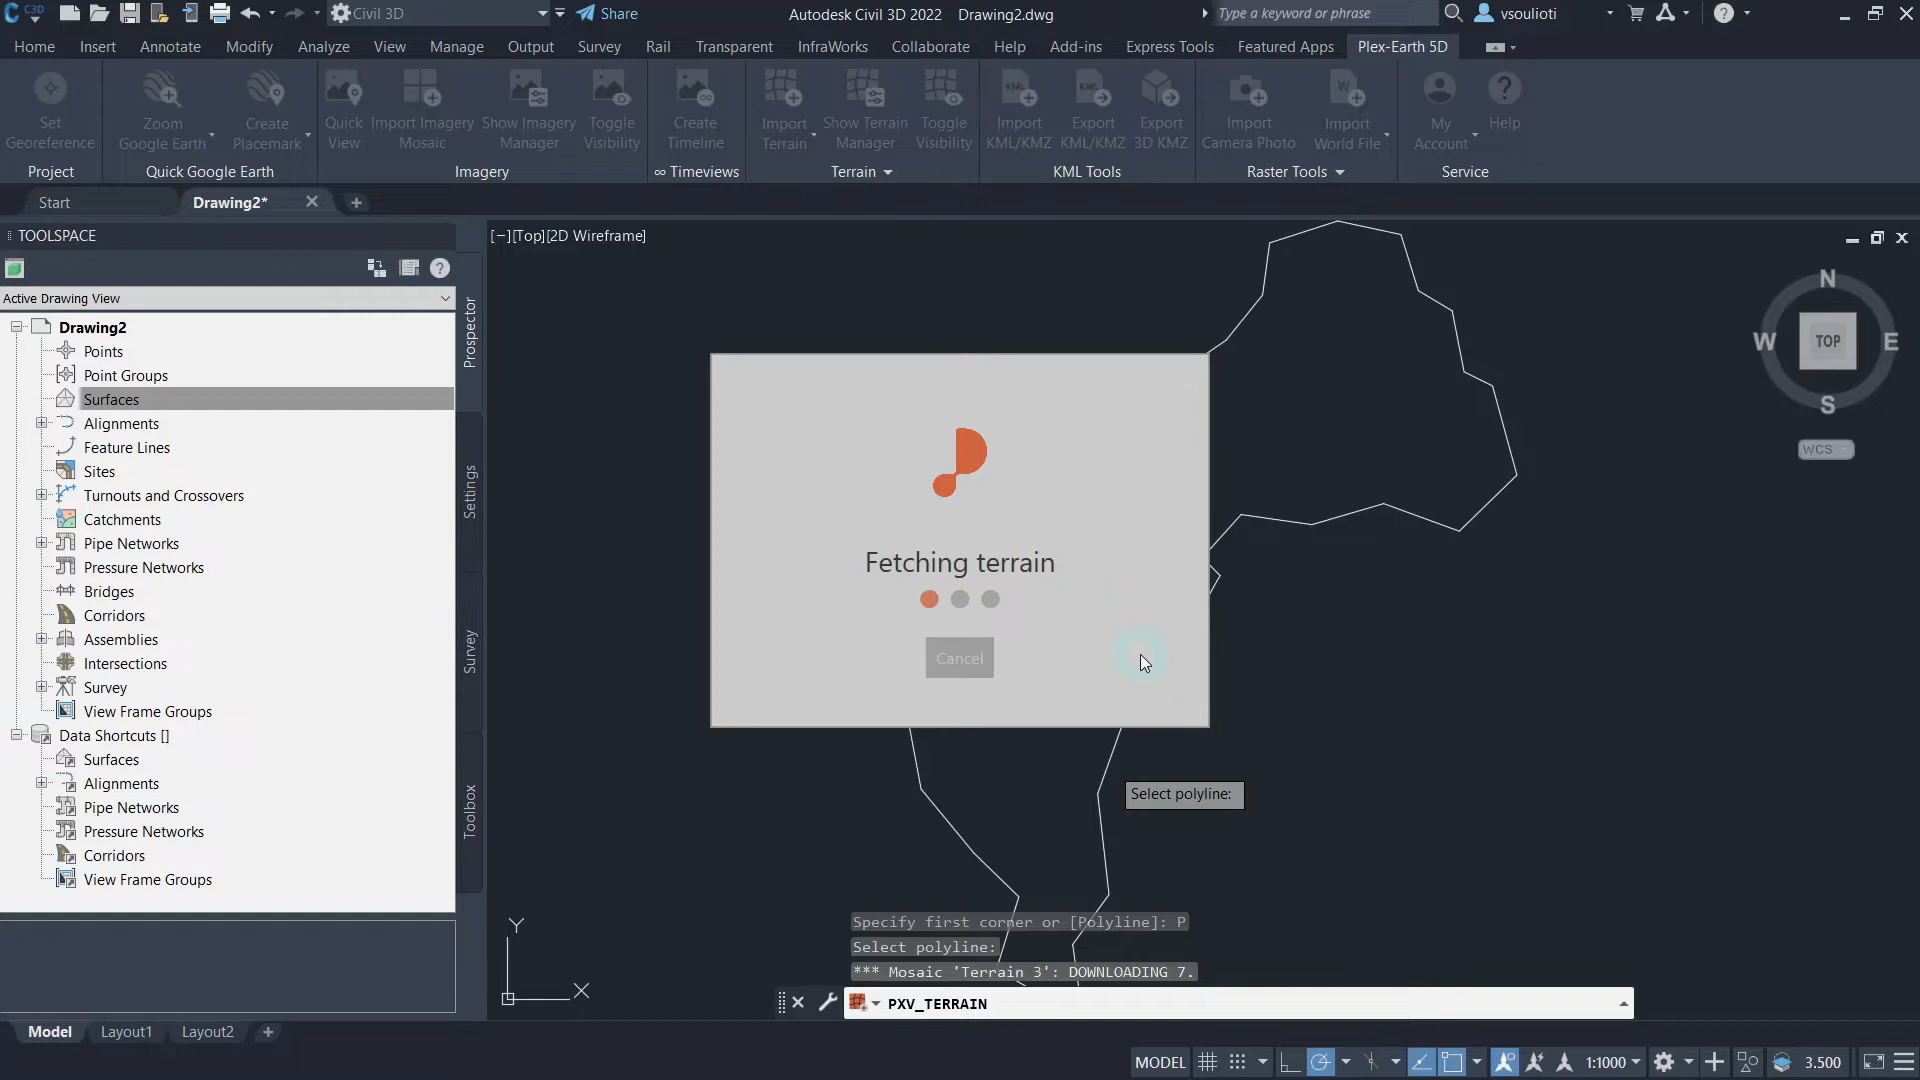 C3D
Civil 3D
Share
Autodesk Civil 3D 2022 Drawing2.dwg
Type a keyword or phrase
vsoulioti
Home Insert Annotate Modify Analyze View Manage Output Survey Rail Transparent InfraWorks Collaborate Help Add-ins Express Tools Featured Apps Plex-Earth 5D
Set Georeference
Zoom Google Earth
Create Placemark
Quick View
Import Imagery Mosaic
Show Imagery Manager
Toggle Visibility
Create Timeline
Import Terrain
Show Terrain Manager
Toggle Visibility
Import KML/KMZ
Export KML/KMZ
Export 3D KMZ
Import Camera Photo
Import World File
My Account
Help
Project Quick Google Earth Imagery ∞ Timeviews Terrain KML Tools Raster Tools Service
Start
Drawing2*
TOOLSPACE
Active Drawing View
Drawing2
Points
Point Groups
Surfaces
Alignments
Feature Lines
Sites
Turnouts and Crossovers
Catchments
Pipe Networks
Pressure Networks
Bridges
Corridors
Assemblies
Intersections
Survey
View Frame Groups
Data Shortcuts []
Surfaces
Alignments
Pipe Networks
Pressure Networks
Corridors
View Frame Groups
Prospector
Settings
Survey
Toolbox
[−][Top][2D Wireframe]
N
W TOP E
S
WCS
Fetching terrain
Cancel
Select polyline:
Y
X
Specify first corner or [Polyline]: P
Select polyline:
*** Mosaic 'Terrain 3': DOWNLOADING 7.
PXV_TERRAIN
Model Layout1 Layout2
MODEL 1:1000 3.500